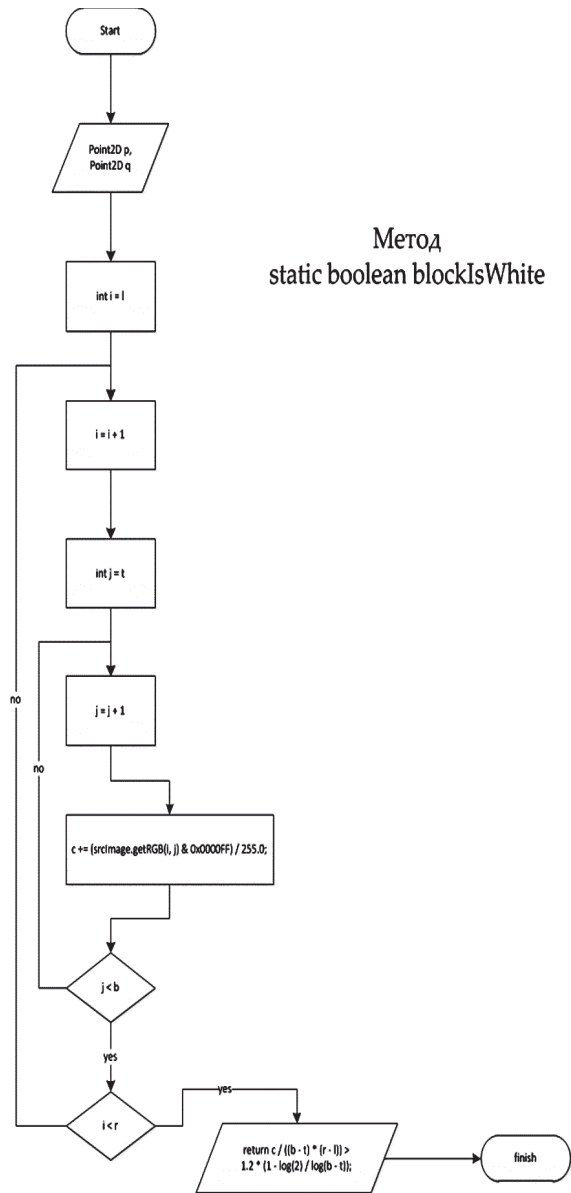 Start
Point2D p,
Point2D q
Метод
static boolean blockIsWhite
int i = l
i = i + 1
int j = t
j = j + 1
no
no
c += (srcImage.getRGB(i, j) & 0x0000FF) / 255.0;
j < b
yes
i < r
yes
return c / ((b - t) * (r - l)) >
1.2 * (1 - log(2) / log(b - t));
finish